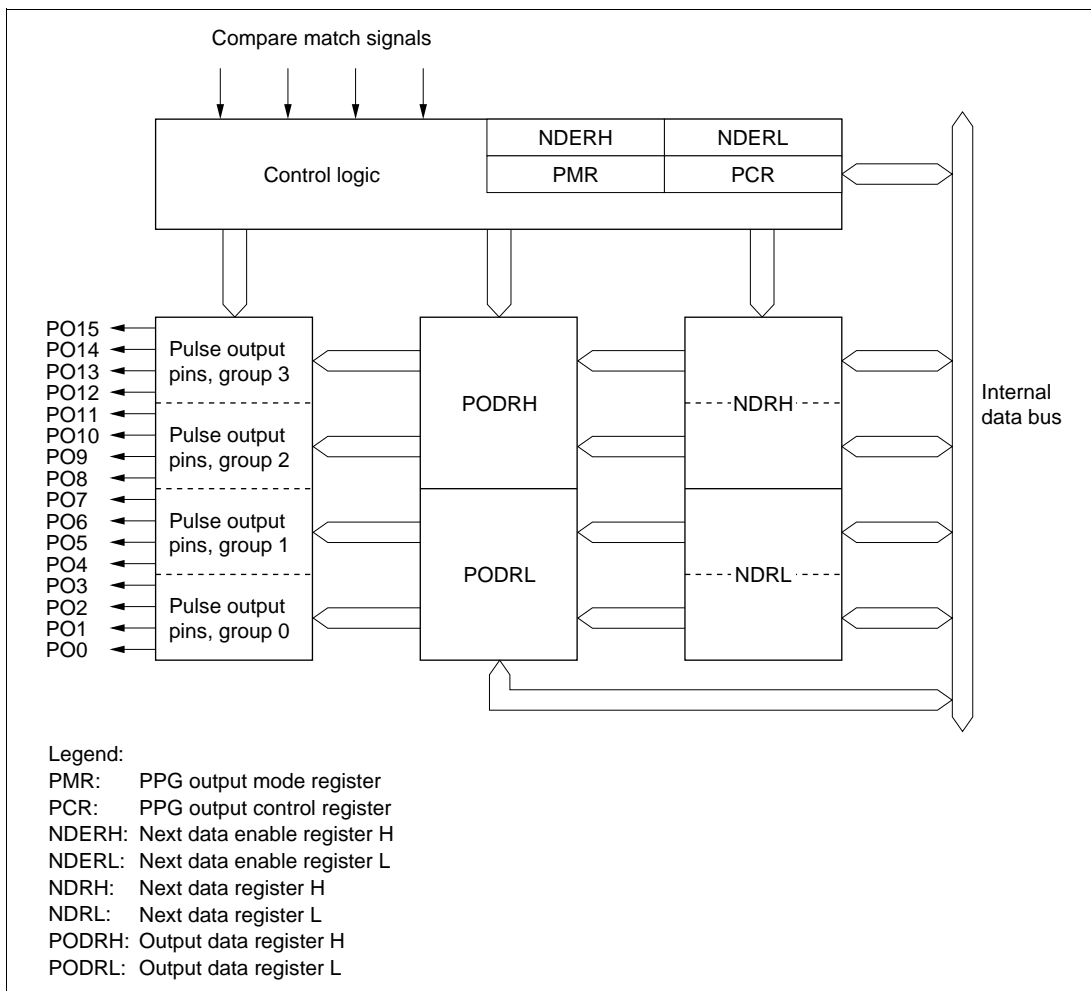 Compare match signals
NDERH NDERL
Control logic PMR PCR
PO15
PO14
PO13
PO12
PO11
PO10
PO9
PO8
PO7
PO6
PO5
PO4
PO3
PO2
PO1
PO0
Pulse output
pins, group 3
Pulse output
pins, group 2
Pulse output
pins, group 1
Pulse output
pins, group 0
PODRH
PODRL
NDRH
NDRL
Internal
data bus
Legend:
PMR: PPG output mode register
PCR: PPG output control register
NDERH: Next data enable register H
NDERL: Next data enable register L
NDRH: Next data register H
NDRL: Next data register L
PODRH: Output data register H
PODRL: Output data register L